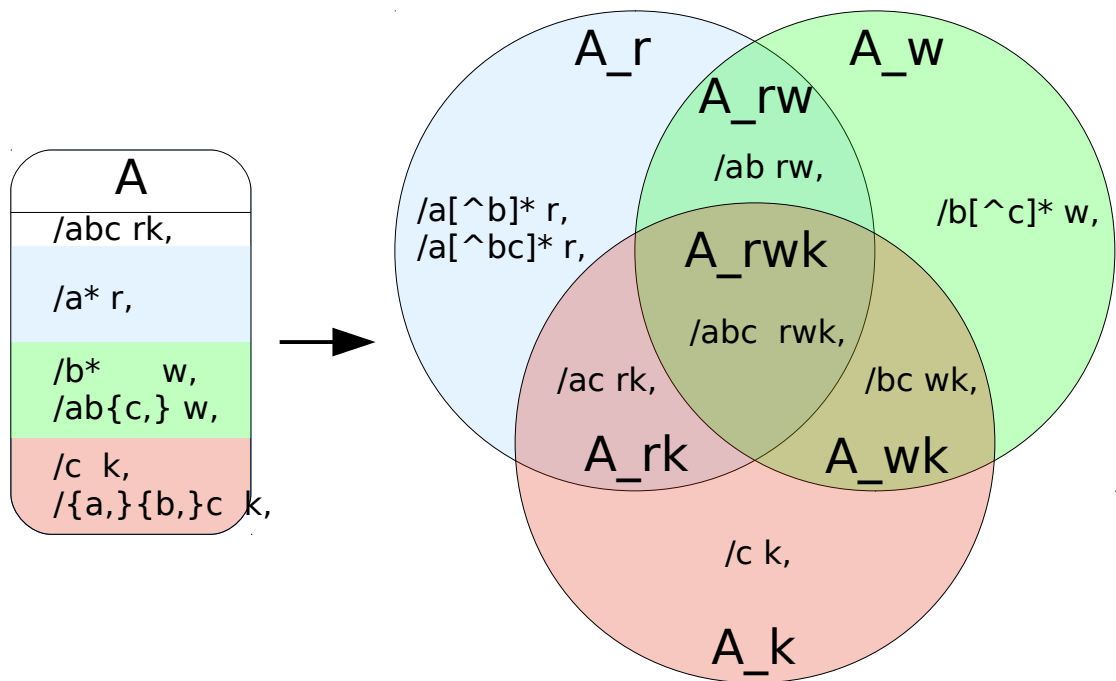 A
/abc rk,
/a* r,
/b* w,
/ab{c,} w,
/c k,
/{a,}{b,}c k,
A_r
A_w
A_rw
/ab rw,
/a[^b]* r,
/a[^bc]* r,
/b[^c]* w,
A_rwk
/abc rwk,
/ac rk,
/bc wk,
A_rk
A_wk
/c k,
A_k